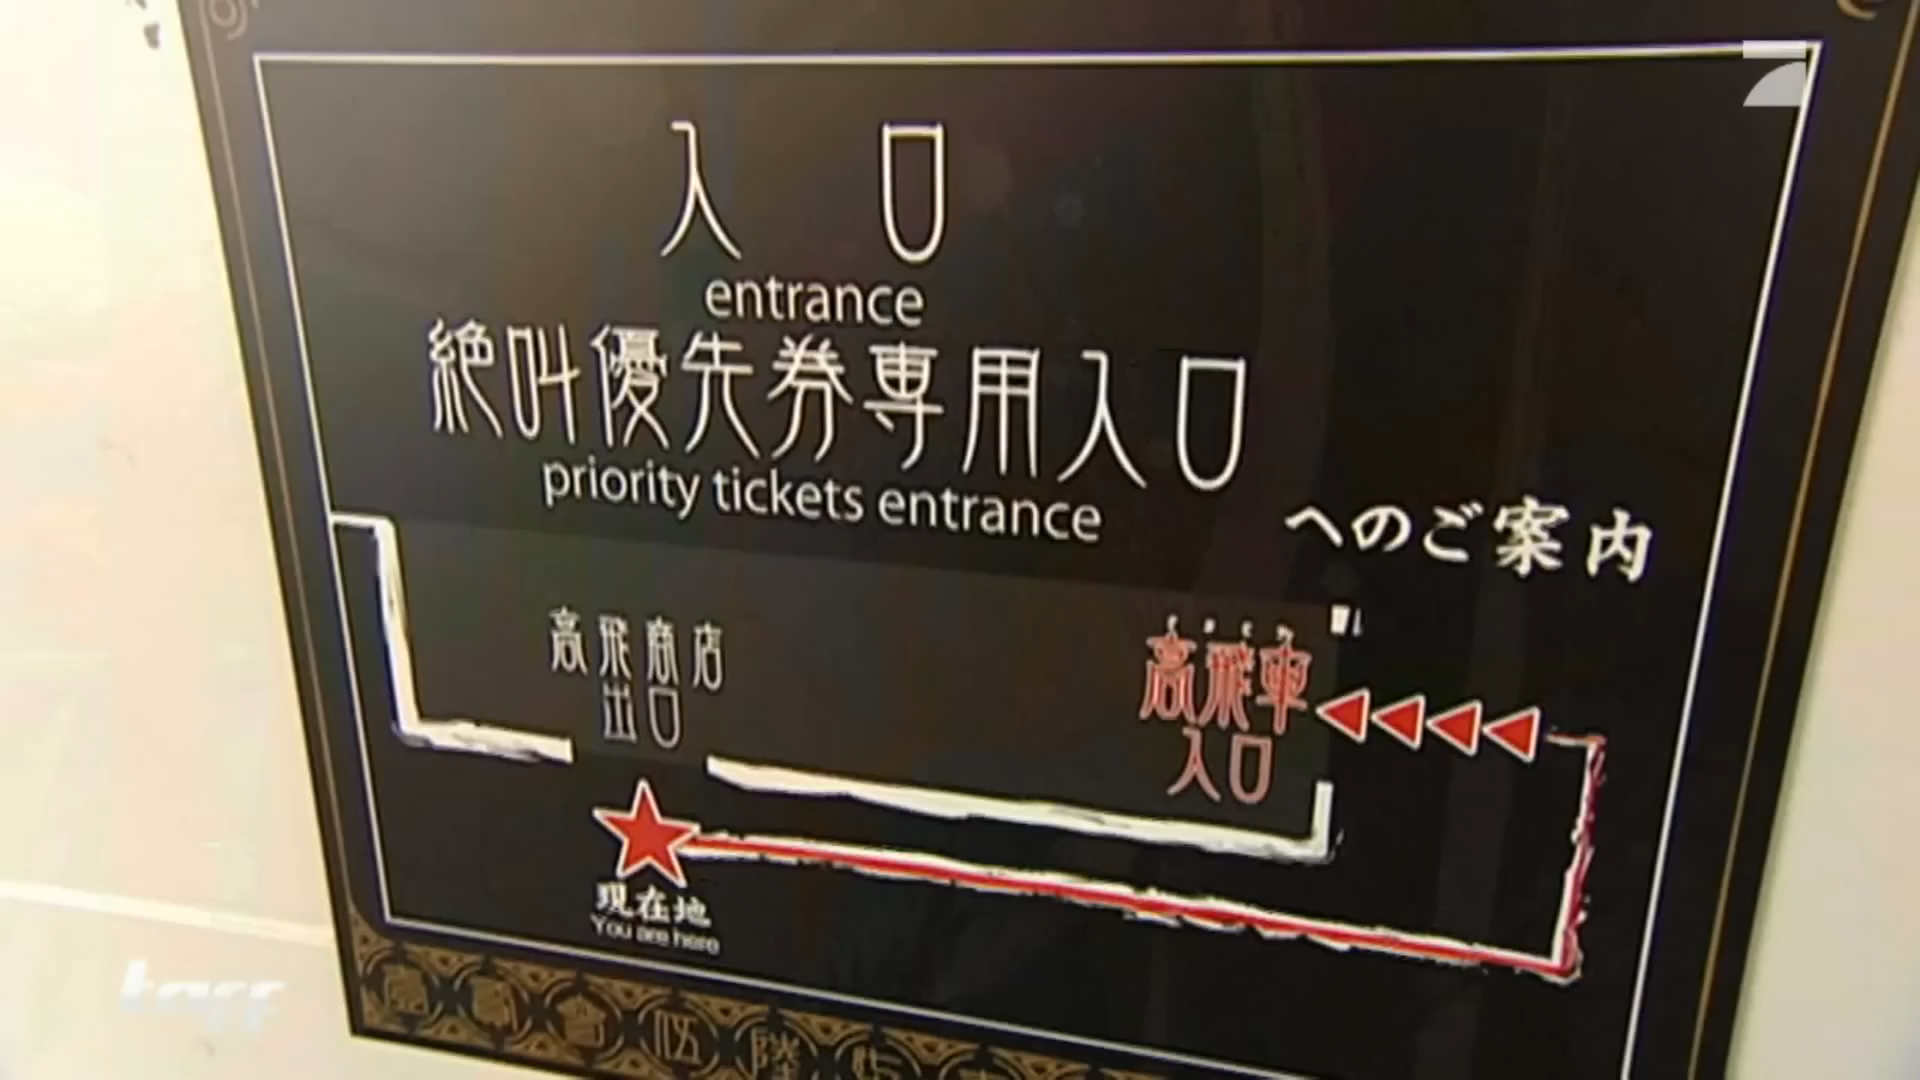 入口
entrance
絶叫優先券専用入口
priority tickets entrance
へのご案内
高飛商店
出口
高飛車
入口
現在地
You are here
taff